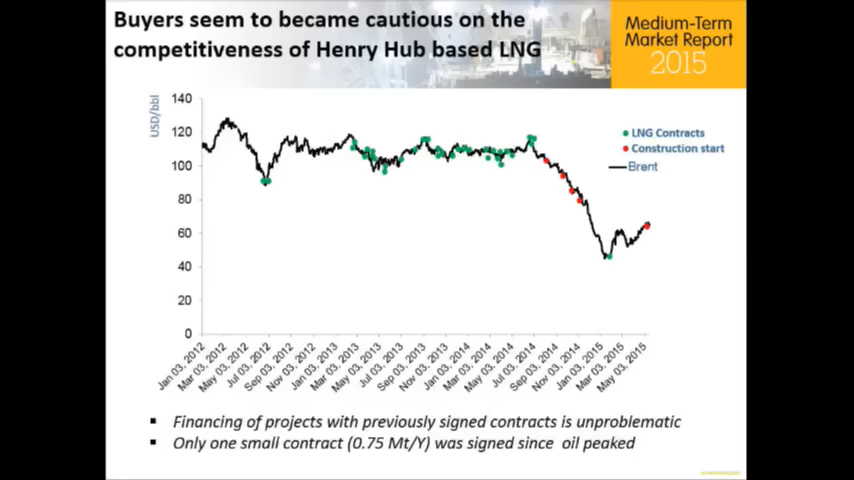 Buyers seem to became cautious on the
competitiveness of Henry Hub based LNG
Medium-Term
Market Report
2015
USD/bbl
140
120
100
80
60
40
20
0
LNG Contracts
Construction start
Brent
Jan 03, 2012
Mar 03, 2012
May 03, 2012
Jul 03, 2012
Sep 03, 2012
Nov 03, 2012
Jan 03, 2013
Mar 03, 2013
May 03, 2013
Jul 03, 2013
Sep 03, 2013
Nov 03, 2013
Jan 03, 2014
Mar 03, 2014
May 03, 2014
Jul 03, 2014
Sep 03, 2014
Nov 03, 2014
Jan 03, 2015
Mar 03, 2015
May 03, 2015
Financing of projects with previously signed contracts is unproblematic
Only one small contract (0.75 Mt/Y) was signed since oil peaked